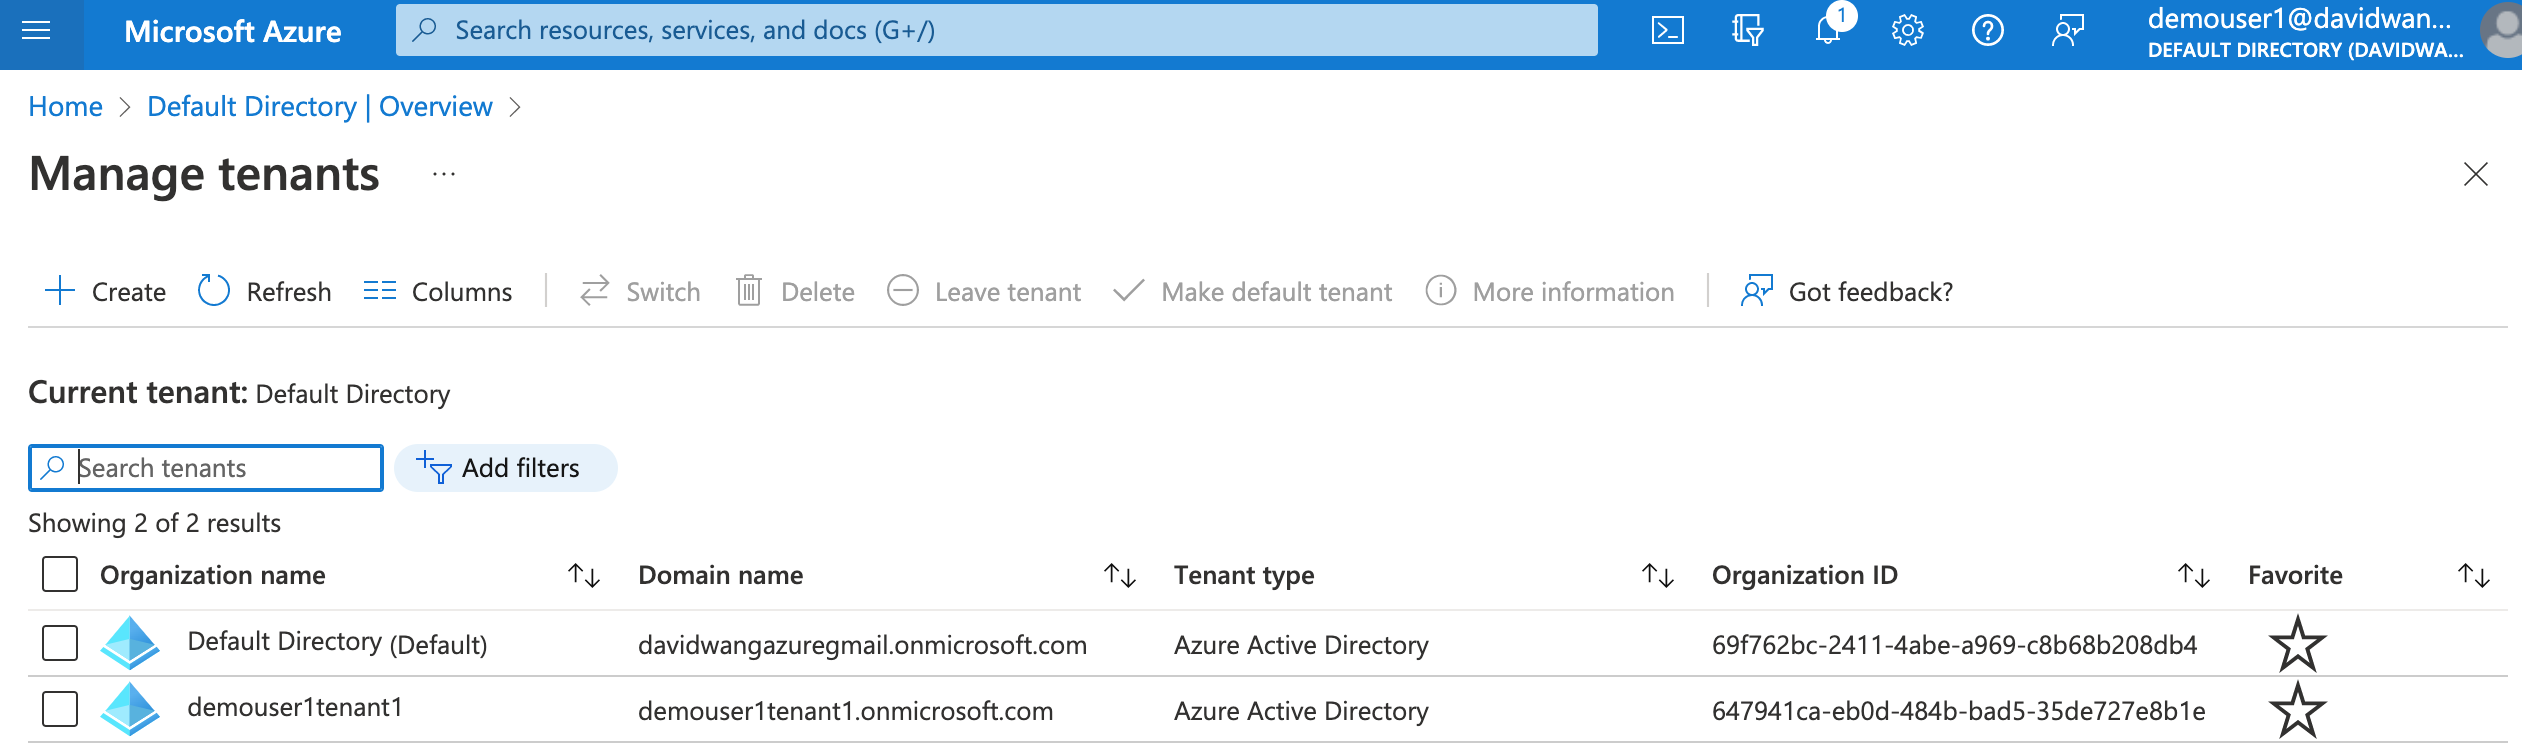 Microsoft Azure
Search resources, services, and docs (G+/)
1
demouser1@davidwan...
DEFAULT DIRECTORY (DAVIDWA...
Home > Default Directory | Overview >
Manage tenants ...
Create Refresh Columns Switch Delete Leave tenant Make default tenant More information Got feedback?
Current tenant: Default Directory
Search tenants Add filters
Showing 2 of 2 results
Organization name Domain name Tenant type Organization ID Favorite
Default Directory (Default) davidwangazuregmail.onmicrosoft.com Azure Active Directory 69f762bc-2411-4abe-a969-c8b68b208db4
demouser1tenant1 demouser1tenant1.onmicrosoft.com Azure Active Directory 647941ca-eb0d-484b-bad5-35de727e8b1e